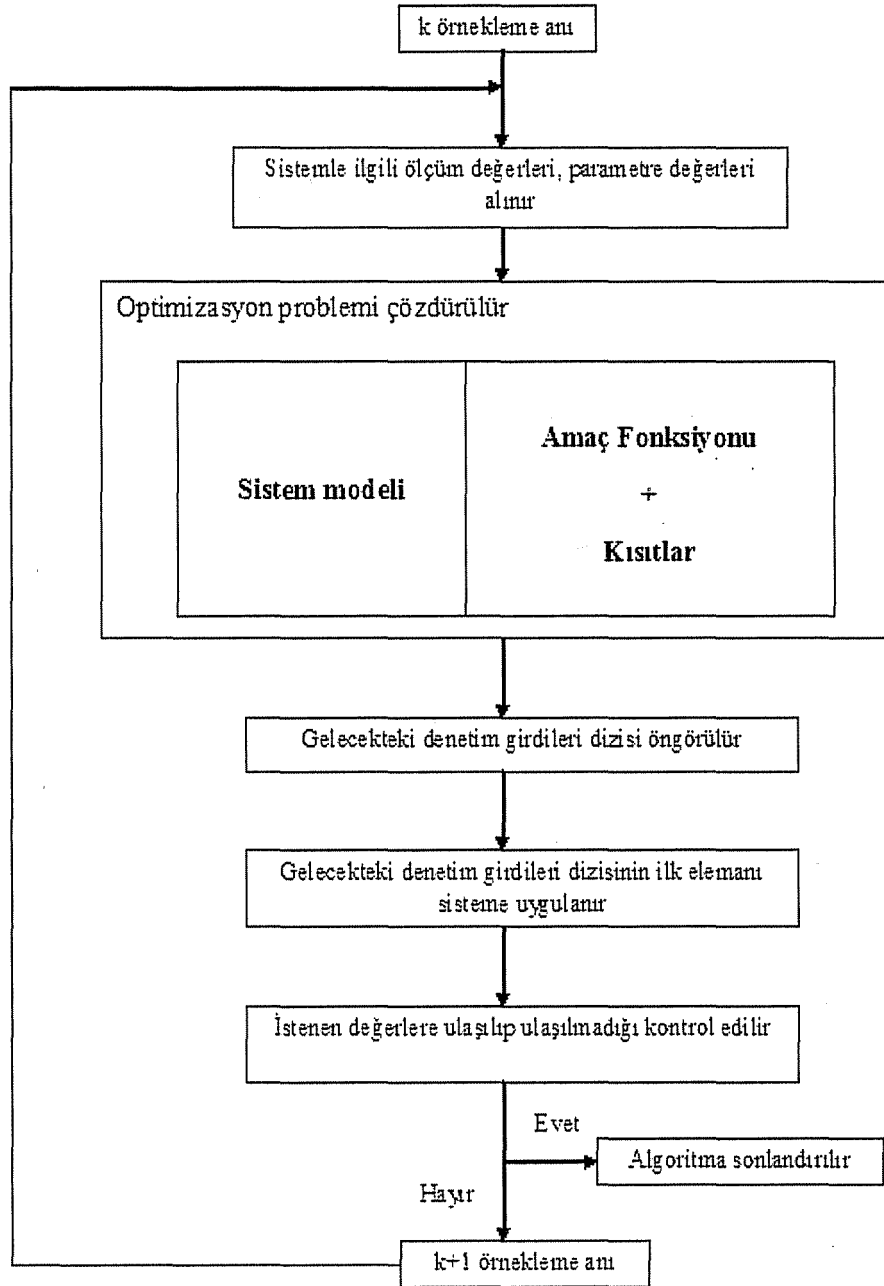 k örnekleme anı
Sistemle ilgili ölçüm değerleri, parametre değerleri
alınır
Optimizasyon problemi çözdürülür
Sistem modeli
Amaç Fonksiyonu
+
Kısıtlar
Gelecekteki denetim girdileri dizisi öngörülür
Gelecekteki denetim girdileri dizisinin ilk elemanı
sisteme uygulanır
İstenen değerlere ulaşılıp ulaşılmadığı kontrol edilir
Evet
Algoritma sonlandırılır
Hayır
k+1 örnekleme anı